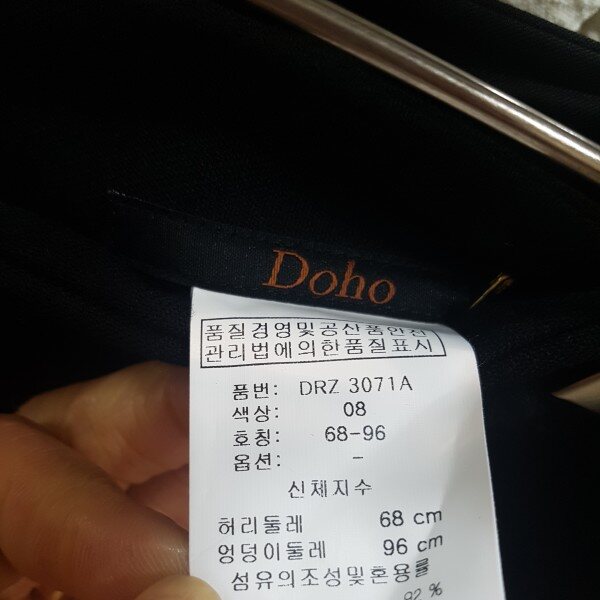 Doho
품질경영및공산품안전
관리법에의한품질표시
품번: DRZ 3071A
색상: 08
호칭: 68-96
옵션: -
신체지수
허리둘레 68 cm
엉덩이둘레 96 cm
섬유의조성및혼용률
92 %